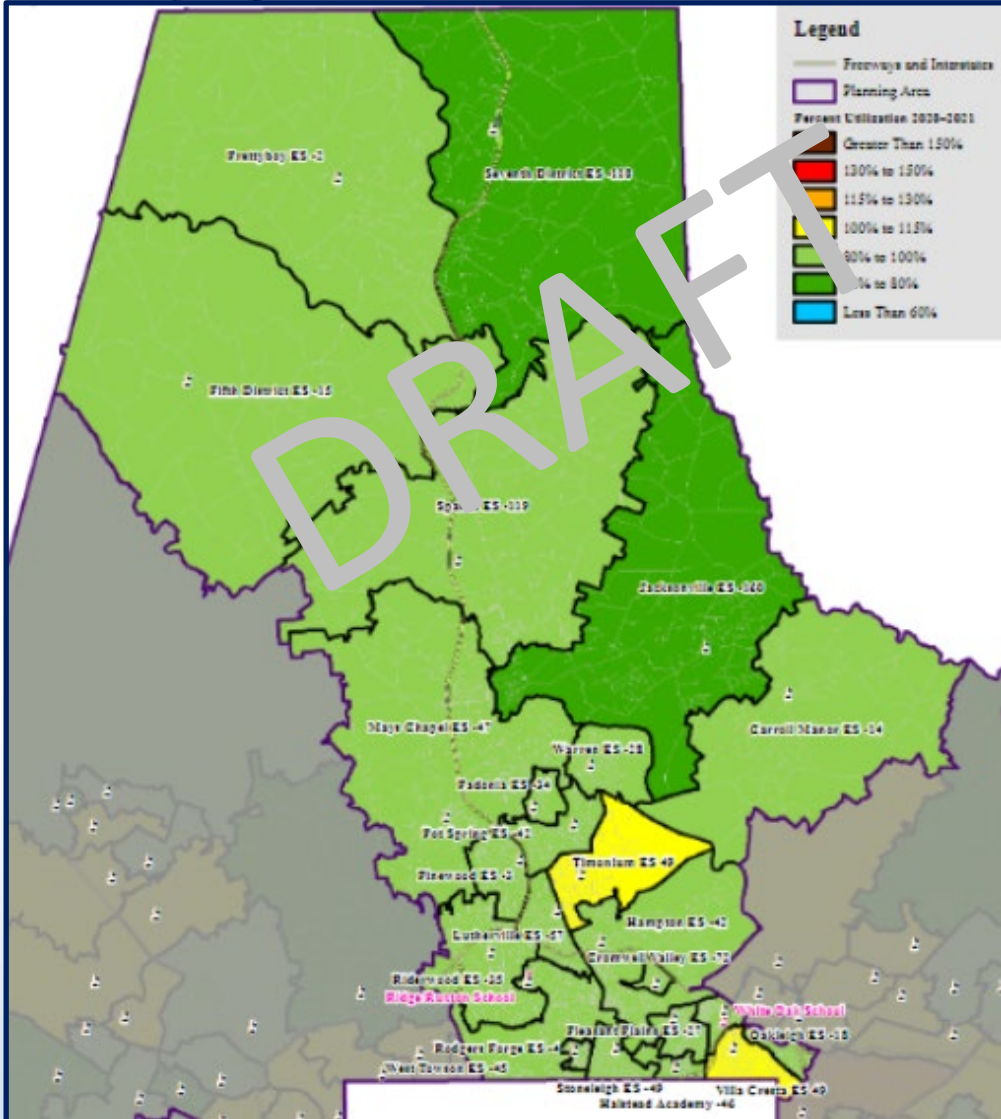 Legend
Freeways and Interstates
Planning Area
Percent Utilization 2020-2021
Greater Than 150%
130% to 150%
115% to 130%
100% to 115%
80% to 100%
% to 80%
Less Than 60%
DRAFT
Prettyboy ES -2
Seventh District ES
Fifth District ES -15
ES -119
Jacksonville ES -160
Mays Chapel ES -47
Carroll Manor ES -14
Warren ES -28
Padonia ES -34
Pot Spring ES -42
Timonium ES 49
Pinewood ES -3
Hampton ES -42
Lutherville ES -57
Cromwell Valley ES -72
Riderwood ES -35
Ridge Ruxton School
White Oak School
Pleasant Plains ES -27
Oakleigh ES -18
Rodgers Forge ES
West Towson ES -45
Stoneleigh ES -49
Villa Cresta ES 49
Halstead Academy -46